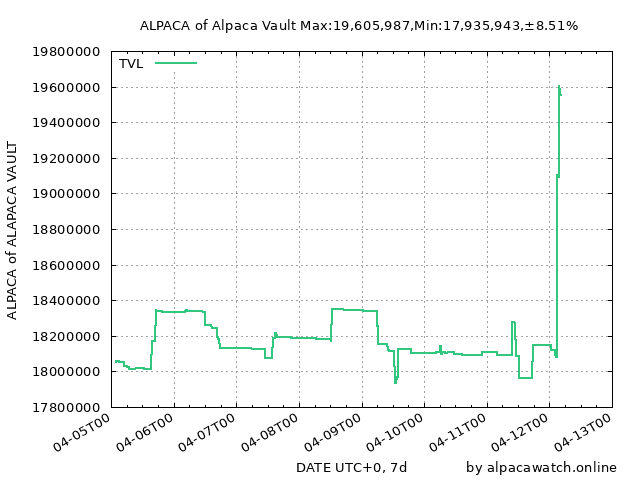 ALPACA of Alpaca Vault Max:19,605,987,Min:17,935,943,±8.51%
19800000
TVL
19600000
19400000
19200000
19000000
18800000
18600000
18400000
18200000
18000000
17800000
ALPACA of ALAPACA VAULT
04-05T00
04-06T00
04-07T00
04-08T00
04-09T00
04-10T00
04-11T00
04-12T00
04-13T00
DATE UTC+0, 7d
by alpacawatch.online